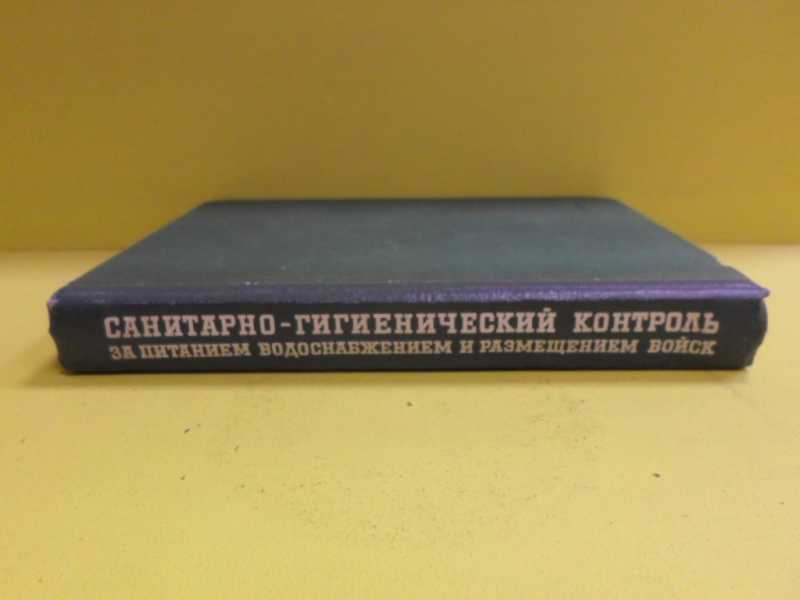 САНИТАРНО-ГИГИЕНИЧЕСКИЙ КОНТРОЛЬ
ЗА ПИТАНИЕМ ВОДОСНАБЖЕНИЕМ И РАЗМЕЩЕНИЕМ ВОЙСК